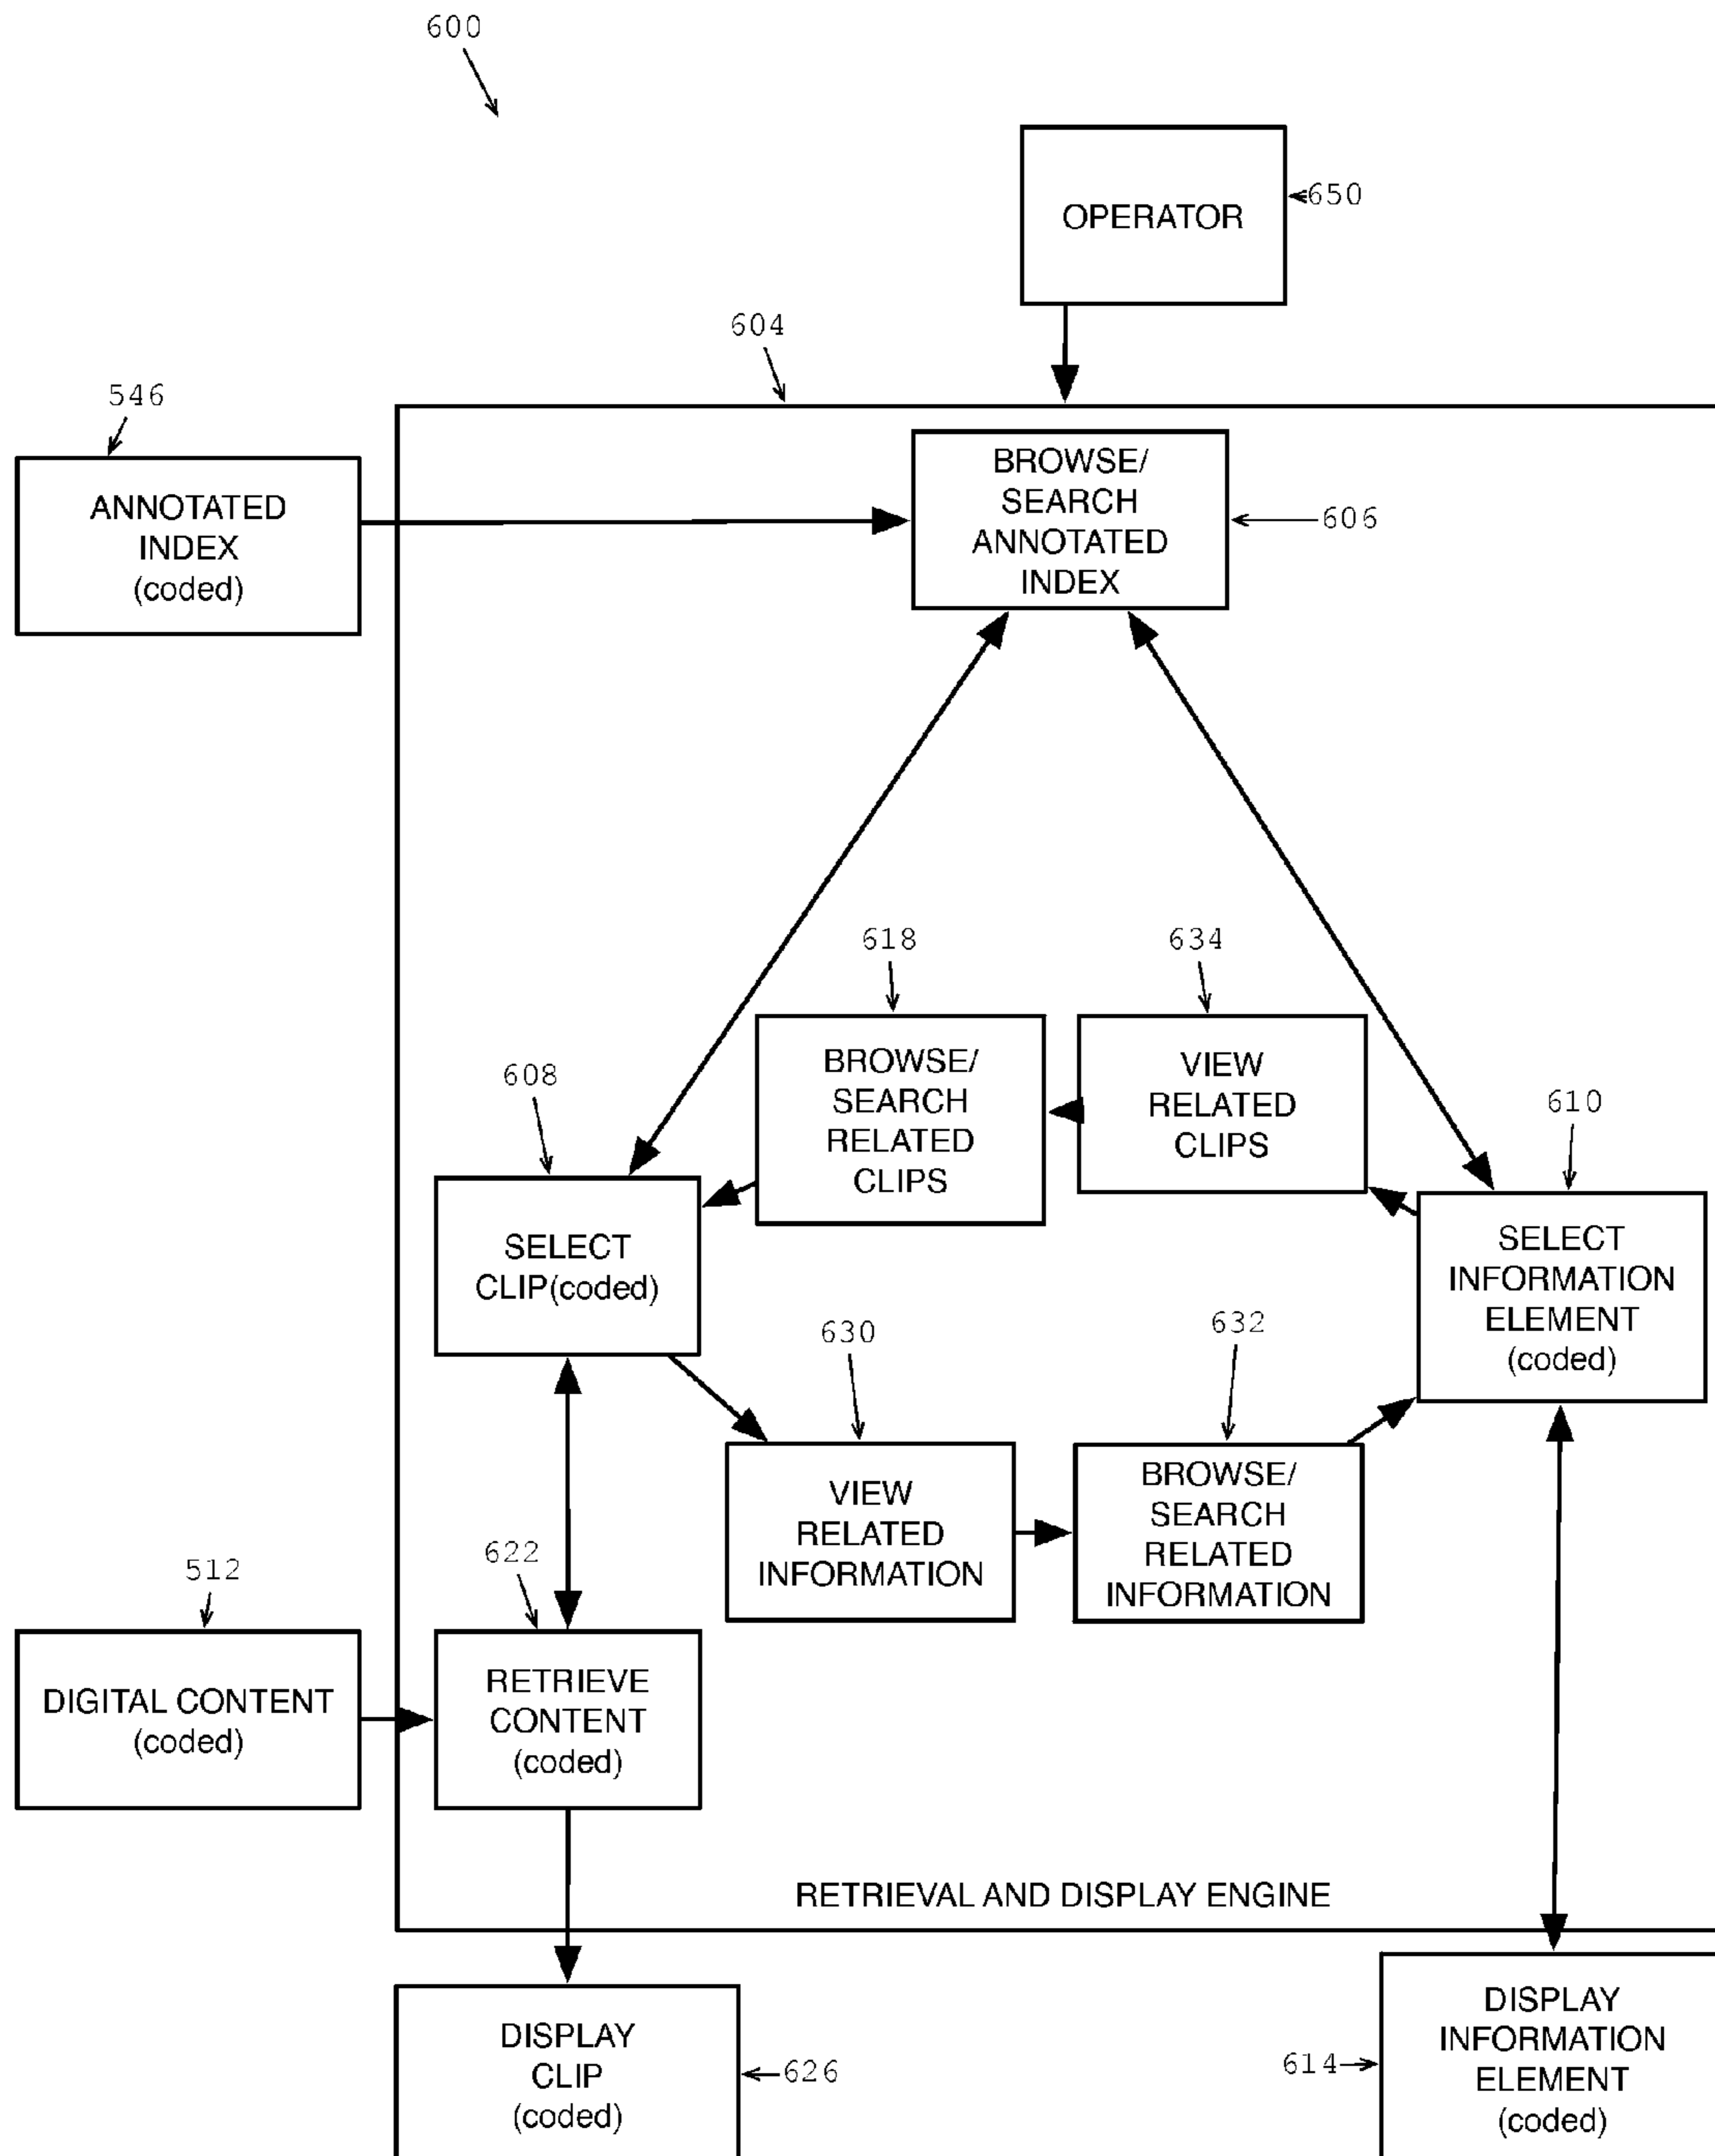 600
OPERATOR
650
604
546
ANNOTATED
INDEX
(coded)
BROWSE/
SEARCH
ANNOTATED
INDEX
606
618
634
608
BROWSE/
SEARCH
RELATED
CLIPS
VIEW
RELATED
CLIPS
610
SELECT
CLIP(coded)
SELECT
INFORMATION
ELEMENT
(coded)
630
632
VIEW
RELATED
INFORMATION
BROWSE/
SEARCH
RELATED
INFORMATION
512
622
DIGITAL CONTENT
(coded)
RETRIEVE
CONTENT
(coded)
RETRIEVAL AND DISPLAY ENGINE
DISPLAY
CLIP
(coded)
626
614
DISPLAY
INFORMATION
ELEMENT
(coded)